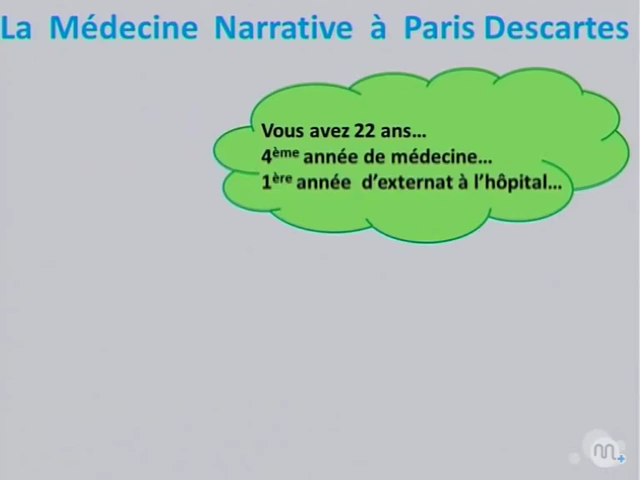 La Médecine Narrative à Paris Descartes
Vous avez 22 ans...
4ème année de médecine...
1ère année d'externat à l'hôpital...